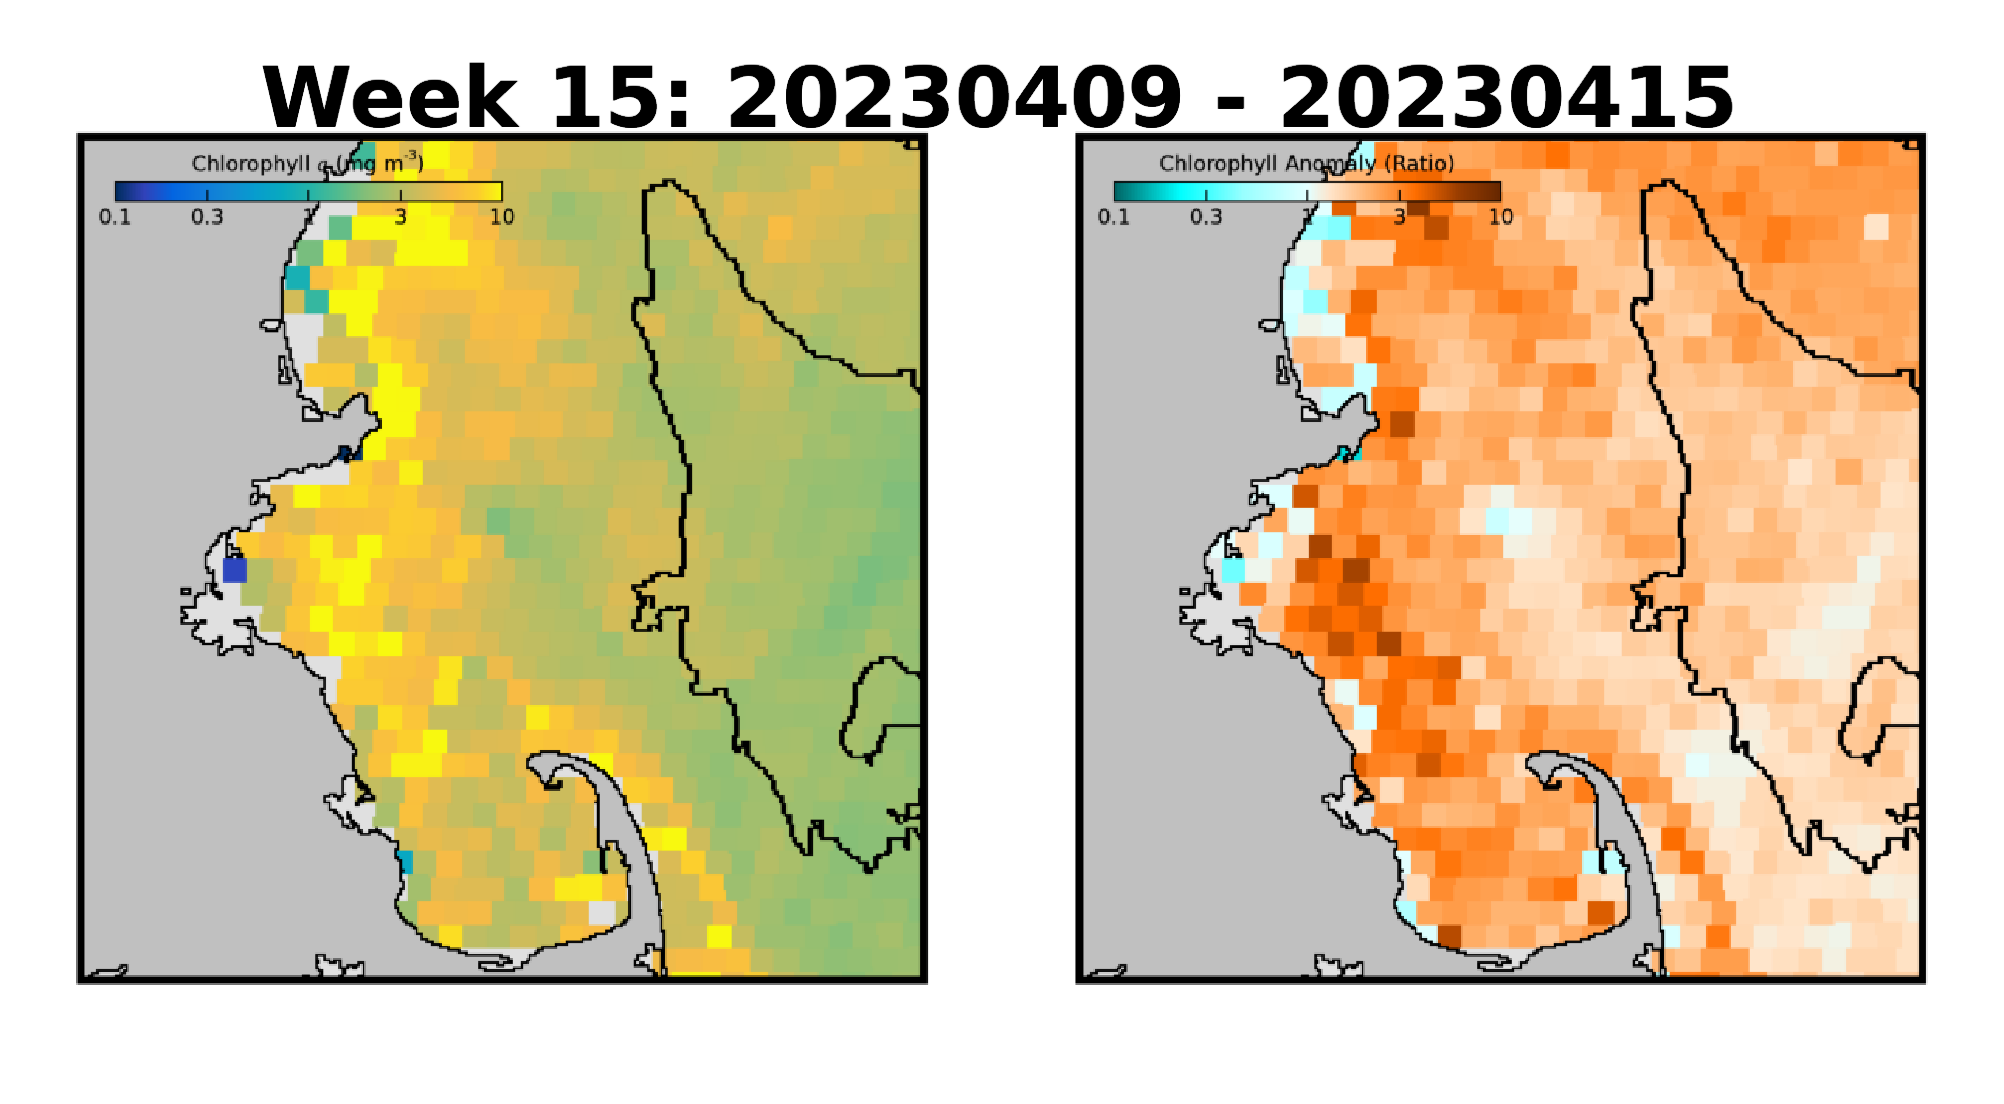 Week 15: 20230409 - 20230415
Chlorophyll a (mg m-3)
0.1 0.3 1 3 10
Chlorophyll Anomaly (Ratio)
0.1 0.3 1 3 10